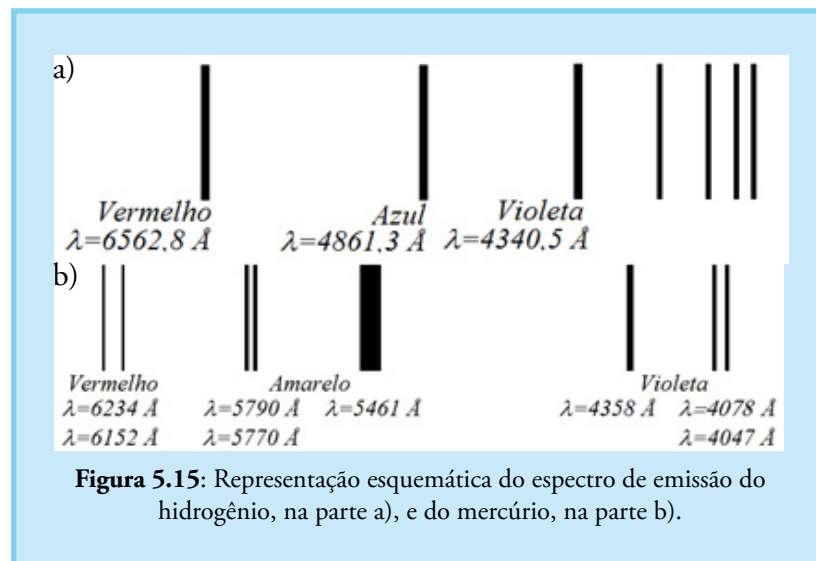 a)
Vermelho Azul Violeta
λ=6562,8 Å λ=4861,3 Å λ=4340,5 Å
b)
Vermelho Amarelo Violeta
λ=6234 Å λ=5790 Å λ=5461 Å λ=4358 Å λ=4078 Å
λ=6152 Å λ=5770 Å λ=4047 Å
Figura 5.15: Representação esquemática do espectro de emissão do
hidrogênio, na parte a), e do mercúrio, na parte b).